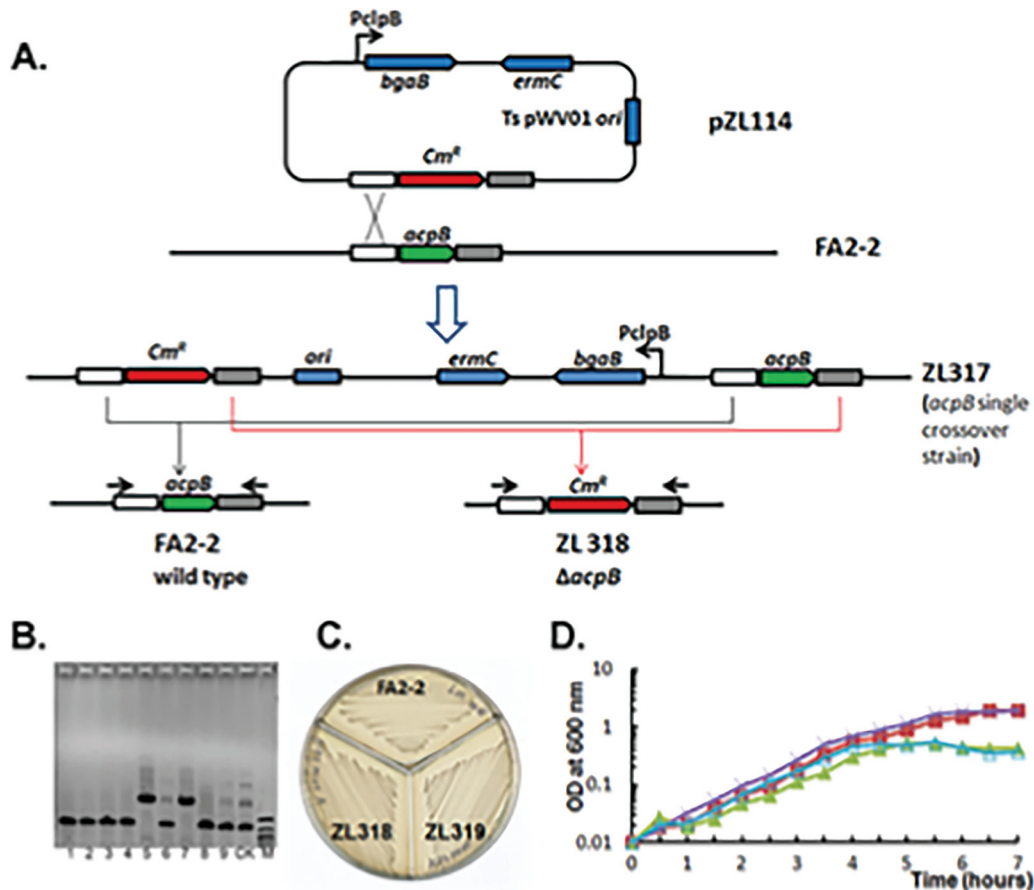 A.
PclpB
bgaB
ermC
Ts pWV01 ori
pZL114
Cm^R
acpB
FA2-2
PclpB
Cm^R
ori
ermC
bgaB
acpB
ZL317
(acpB single
crossover
strain)
acpB
Cm^R
FA2-2
wild type
ZL 318
ΔacpB
B.
1 2 3 4 5 6 7 8 9 CK
C.
FA2-2
ZL318
ZL319
D.
OD at 600 nm
10
1
0.1
0.01
0 1 2 3 4 5 6 7
Time (hours)